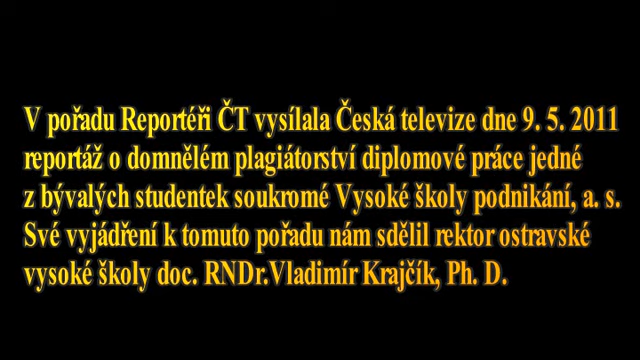 V pořadu Reportéři ČT vysílala Česká televize dne 9. 5. 2011
reportáž o domnělém plagiátorství diplomové práce jedné
z bývalých studentek soukromé Vysoké školy podnikání, a. s.
Své vyjádření k tomuto pořadu nám sdělil rektor ostravské
vysoké školy doc. RNDr.Vladimír Krajčík, Ph. D.